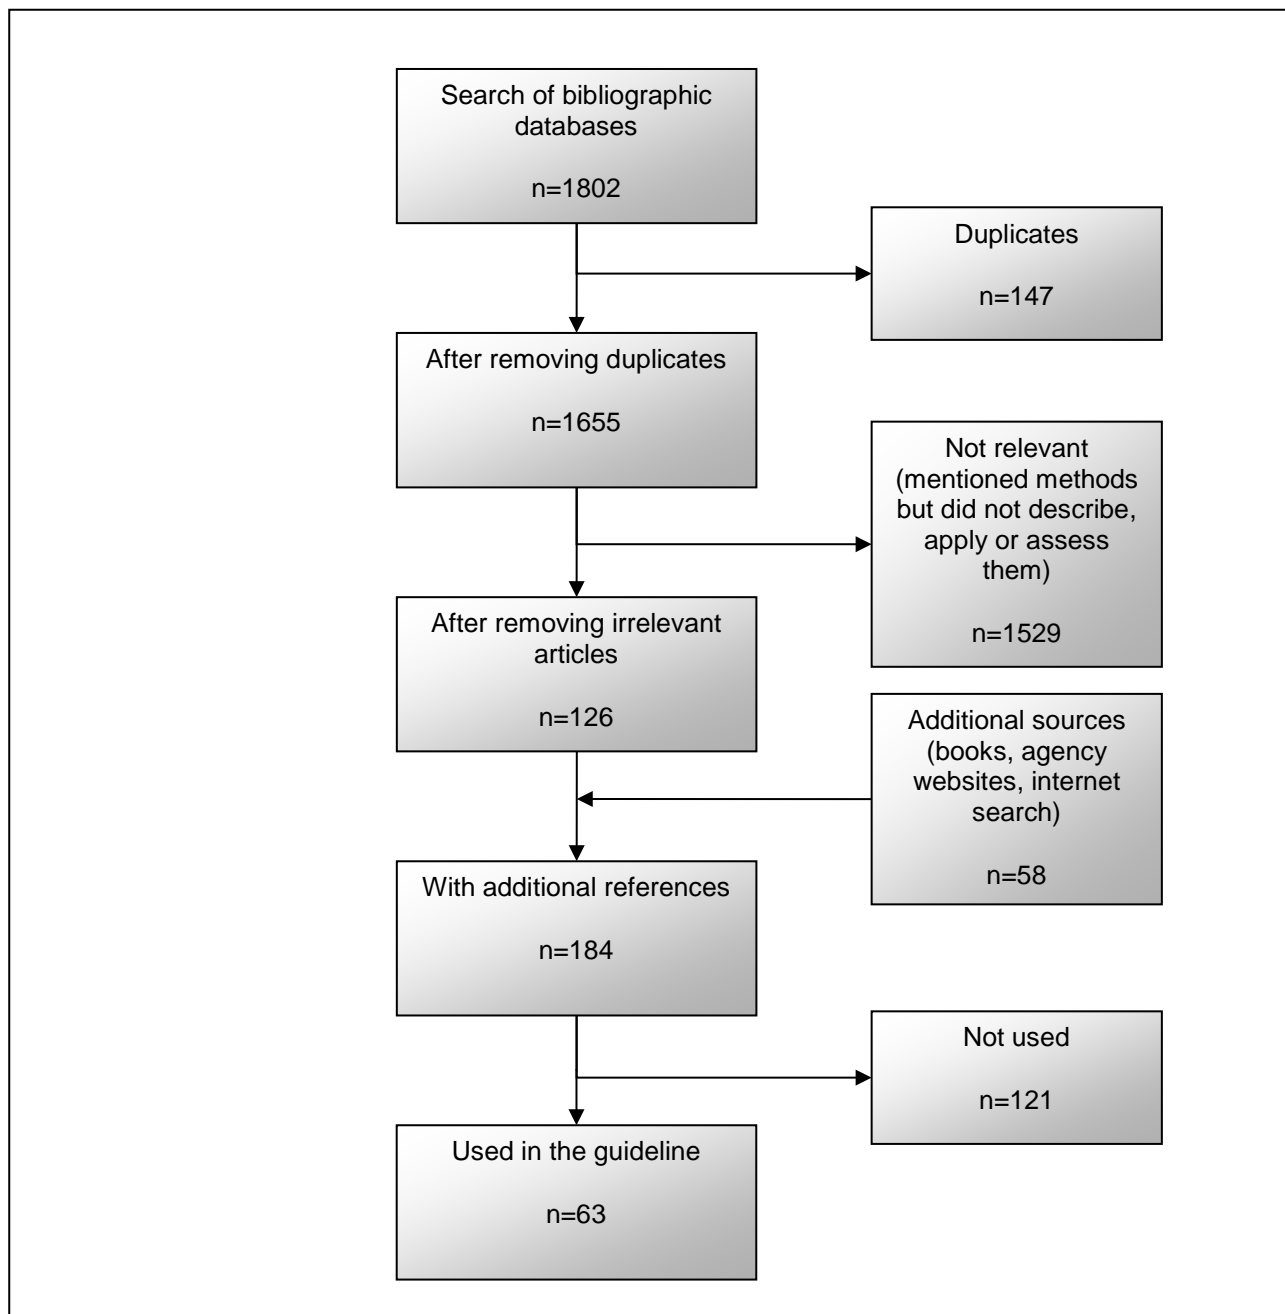 Search of bibliographic
databases
n=1802
Duplicates
n=147
After removing duplicates
n=1655
Not relevant
(mentioned methods
but did not describe,
apply or assess
them)
n=1529
After removing irrelevant
articles
n=126
Additional sources
(books, agency
websites, internet
search)
n=58
With additional references
n=184
Not used
n=121
Used in the guideline
n=63